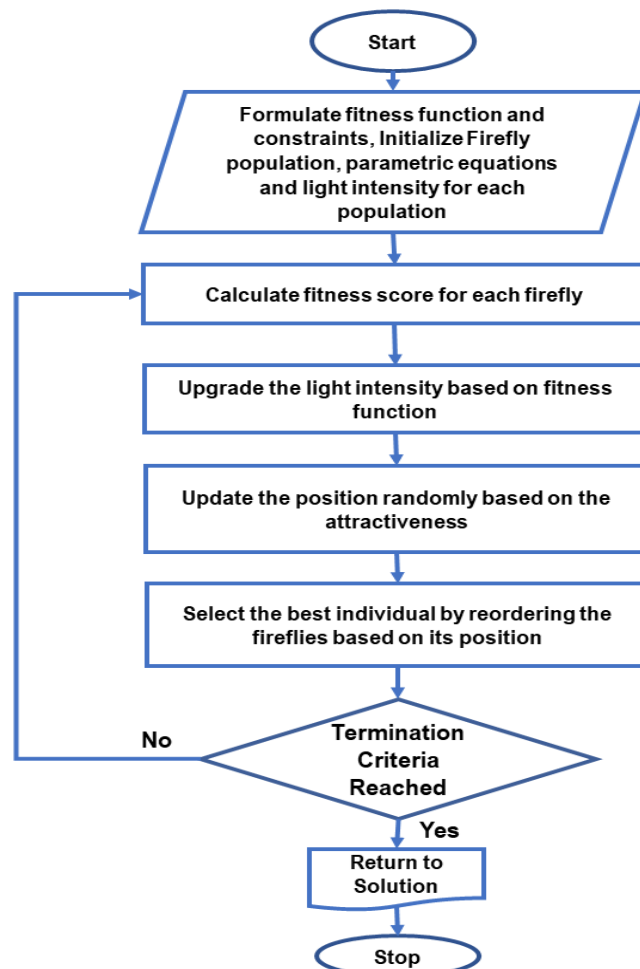 Start
Formulate fitness function and
constraints, Initialize Firefly
population, parametric equations
and light intensity for each
population
Calculate fitness score for each firefly
Upgrade the light intensity based on fitness
function
Update the position randomly based on the
attractiveness
Select the best individual by reordering the
fireflies based on its position
Termination
Criteria
Reached
No
Yes
Return to
Solution
Stop